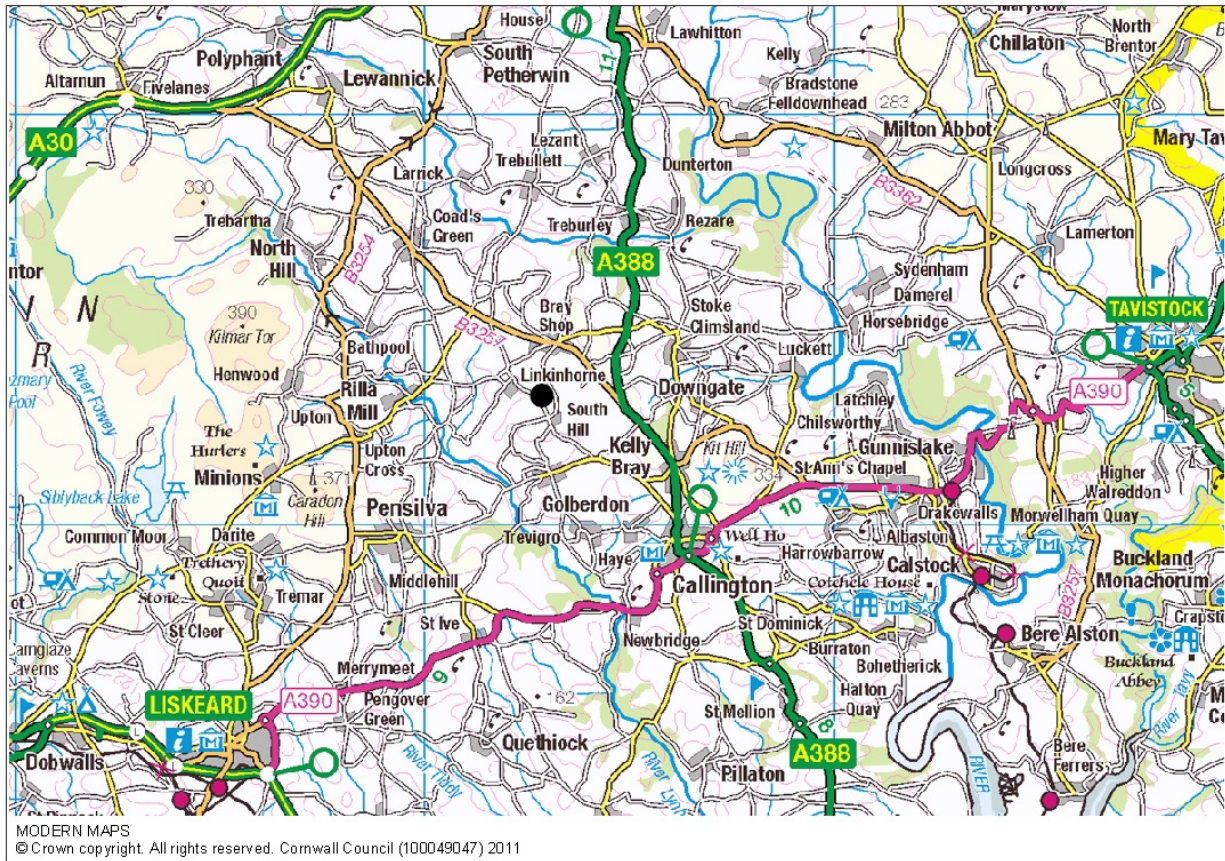 House
Lawhitton
Polyphant
South
Petherwin
Kelly
Chillaton
North
Brentor
Altarnun
Fivelanes
Lewannick
11
Bradstone
Felldownhead
283
A30
Lezant
Trebullett
Milton Abbot
Mary Tav
Larrick
Dunterton
Longcross
330
Trebartha
Coad's
Green
Treburley
Rezare
B3362
North
Hill
B3254
A388
Lamerton
Sydenham
Damerel
N
390
Kilmar Tor
Bray
Shop
Stoke
Climsland
Horsebridge
TAVISTOCK
R
Bathpool
B3257
Luckett
River Fowey
Henwood
Linkinhorne
Downgate
A390
Rilla
Mill
Latchley
Upton
South
Hill
Chilsworthy
The
Hurlers
Kelly
Bray
Kit Hill
Gunnislake
Upton
Cross
St Ann's Chapel
Minions
371
Caradon
Hill
334
Higher
Walreddon
Siblyback Lake
Pensilva
Golberdon
10
Drakewalls
Morwellham Quay
Common Moor
Darite
Trevigro
Haye
Well Ho
Albaston
Harrowbarrow
Trethevy
Quoit
Stone
Middlehill
Callington
Cotehele House
Calstock
Buckland
Monachorum
Tremar
B3257
St Cleer
St Ive
Newbridge
St Dominick
Bere Alston
Burraton
Merrymeet
Bohetherick
Buckland
Abbey
LISKEARD
A390
9
Pengover
Green
162
Halton
Quay
St Mellion
River Tavy
Dobwalls
Quethiock
8
A388
Bere
Ferrers
River Tiddy
River Lyn
Pillaton
RIVER
MODERN MAPS
© Crown copyright. All rights reserved. Cornwall Council (100049047) 2011